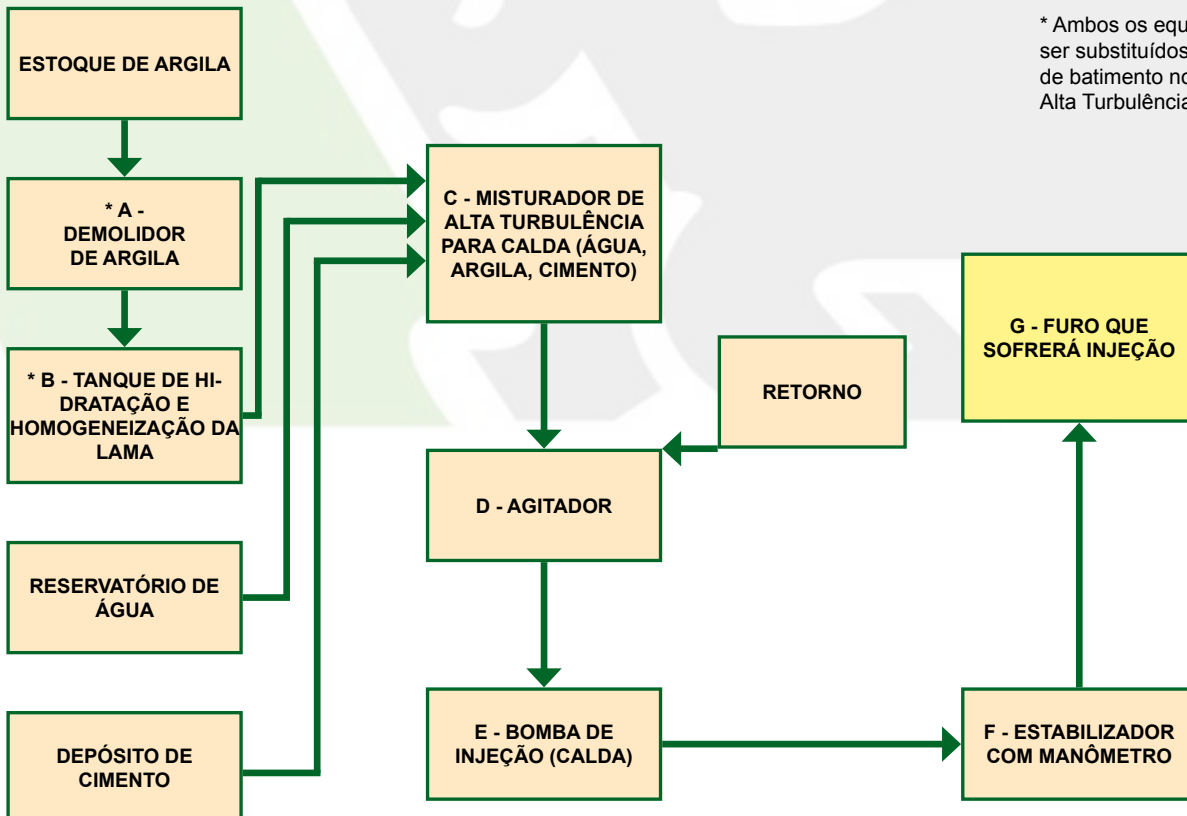 ESTOQUE DE ARGILA
* A -
DEMOLIDOR
DE ARGILA
* B - TANQUE DE HI-
DRATAÇÃO E
HOMOGENEIZAÇÃO DA
LAMA
RESERVATÓRIO DE
ÁGUA
DEPÓSITO DE
CIMENTO
C - MISTURADOR DE
ALTA TURBULÊNCIA
PARA CALDA (ÁGUA,
ARGILA, CIMENTO)
RETORNO
D - AGITADOR
E - BOMBA DE
INJEÇÃO (CALDA)
F - ESTABILIZADOR
COM MANÔMETRO
G - FURO QUE
SOFRERÁ INJEÇÃO
* Ambos os
ser substituídos
de batimento
Alta Turbulência